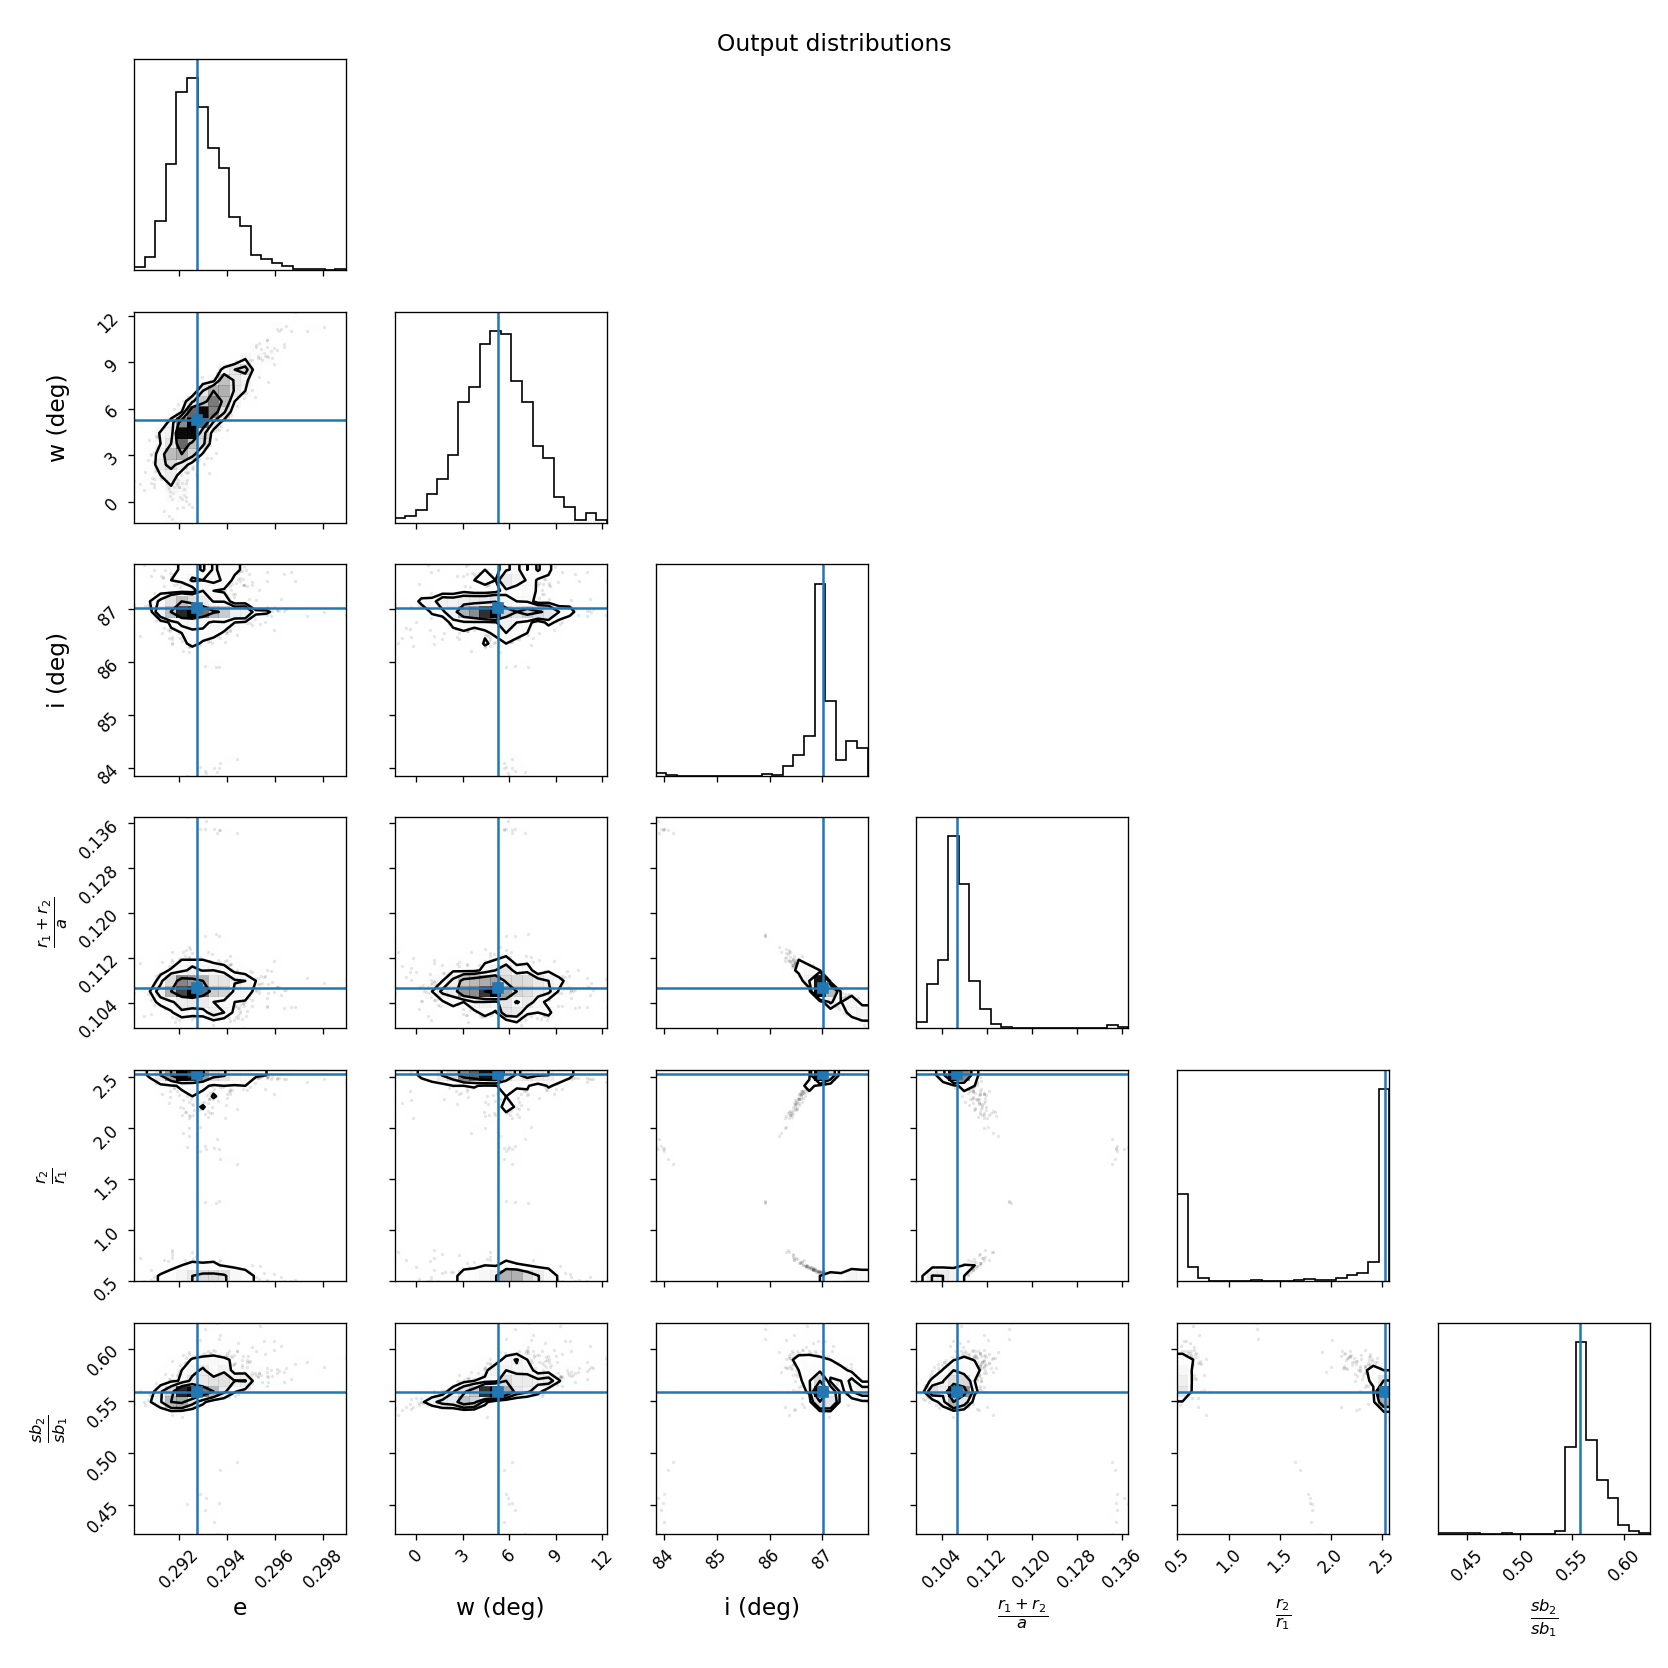 Output distributions
w (deg)
12
9
6
3
0
i (deg)
87
86
85
84
r₁ + r₂
a
0.136
0.128
0.120
0.112
0.104
r₂
r₁
2.5
2.0
1.5
1.0
0.5
sb₂
sb₁
0.60
0.55
0.50
0.45
0.292 0.294 0.296 0.298
0 3 6 9 12
84 85 86 87
0.104 0.112 0.120 0.128 0.136
0.5 1.0 1.5 2.0 2.5
0.45 0.50 0.55 0.60
e
w (deg)
i (deg)
r₁ + r₂
a
r₂
r₁
sb₂
sb₁